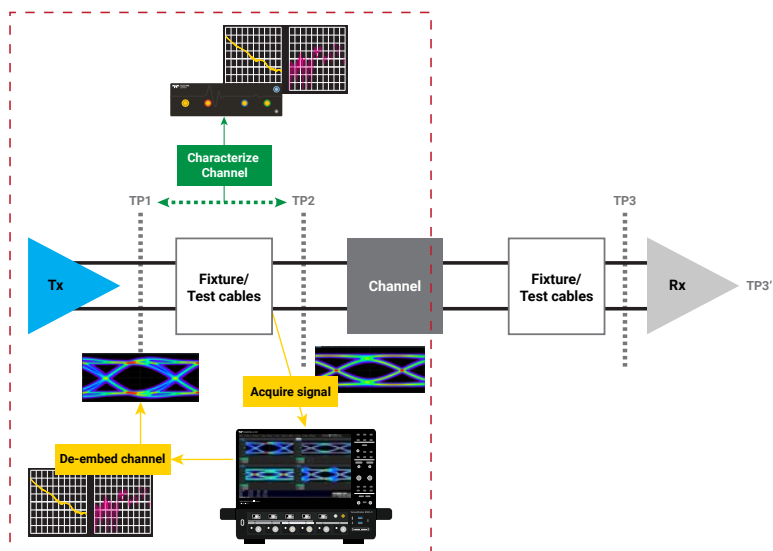 Characterize
Channel
TP1
TP2
TP3
Tx
Fixture/
Test cables
Channel
Fixture/
Test cables
Rx
TP3'
Acquire signal
De-embed channel